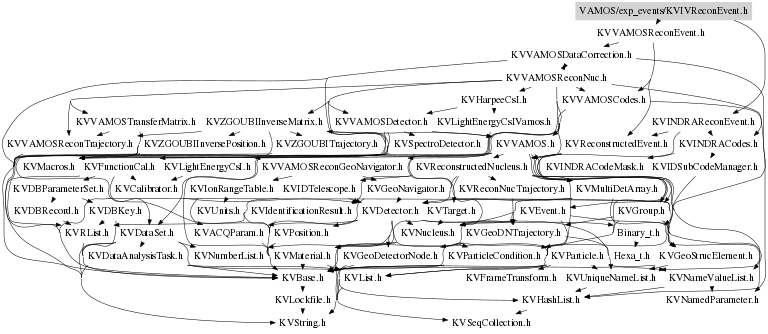 VAMOS/exp_events/KVIVReconEvent.h
KVVAMOSReconEvent.h
KVVAMOSDataCorrection.h
KVVAMOSReconNuc.h
KVHarpeeCsI.h KVVAMOSCodes.h
KVVAMOSTransferMatrix.h KVZGOUBIInverseMatrix.h KVVAMOSDetector.h KVLightEnergyCsIVamos.h KVINDRAReconEvent.h
KVVAMOSReconTrajectory.h KVZGOUBIInversePosition.h KVZGOUBITrajectory.h KVSpectroDetector.h KVVAMOS.h KVReconstructedEvent.h KVINDRACodes.h
KVMacros.h KVFunctionCal.h KVLightEnergyCsI.h KVVAMOSReconGeoNavigator.h KVReconstructedNucleus.h KVINDRACodeMask.h KVIDSubCodeManager.h
KVDBParameterSet.h KVCalibrator.h KVIonRangeTable.h KVIDTelescope.h KVGeoNavigator.h KVReconNucTrajectory.h KVMultiDetArray.h
KVDBRecord.h KVDBKey.h KVUnits.h KVIdentificationResult.h KVDetector.h KVTarget.h KVEvent.h KVGroup.h
KVRList.h KVDataSet.h KVACQParam.h KVPosition.h KVNucleus.h KVGeoDNTrajectory.h Binary_t.h
KVDataAnalysisTask.h KVNumberList.h KVMaterial.h KVGeoDetectorNode.h KVParticleCondition.h KVParticle.h Hexa_t.h KVGeoStrucElement.h
KVBase.h KVList.h KVFrameTransform.h KVUniqueNameList.h KVNameValueList.h
KVLockfile.h KVHashList.h KVNamedParameter.h
KVString.h KVSeqCollection.h